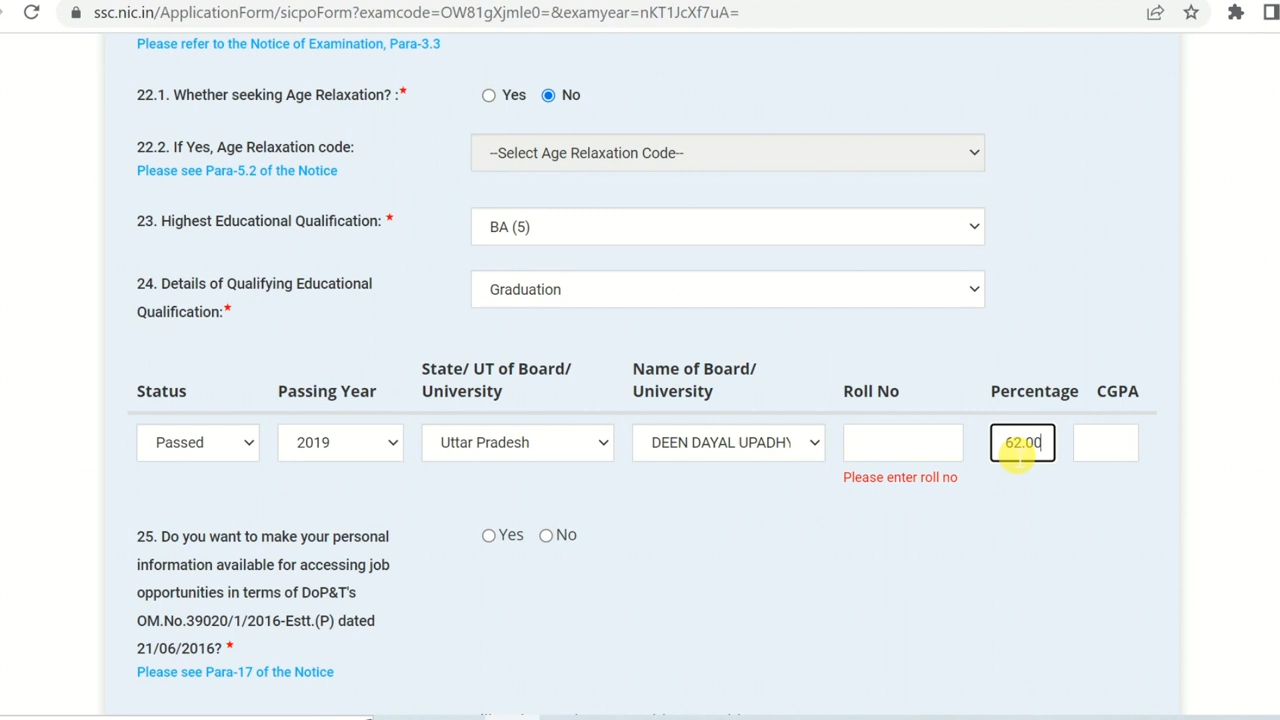 ssc.nic.in/ApplicationForm/sicpoForm?examcode=OW81gXjmle0=&examyear=nKT1JcXf7uA=
Please refer to the Notice of Examination, Para-3.3
22.1. Whether seeking Age Relaxation? :*
Yes No
22.2. If Yes, Age Relaxation code:
--Select Age Relaxation Code--
Please see Para-5.2 of the Notice
23. Highest Educational Qualification: *
BA (5)
24. Details of Qualifying Educational
Qualification:*
Graduation
Status
Passing Year
State/ UT of Board/
University
Name of Board/
University
Roll No
Percentage
CGPA
Passed
2019
Uttar Pradesh
DEEN DAYAL UPADHY
62.00
Please enter roll no
25. Do you want to make your personal
information available for accessing job
opportunities in terms of DoP&T's
OM.No.39020/1/2016-Estt.(P) dated
21/06/2016? *
Yes No
Please see Para-17 of the Notice